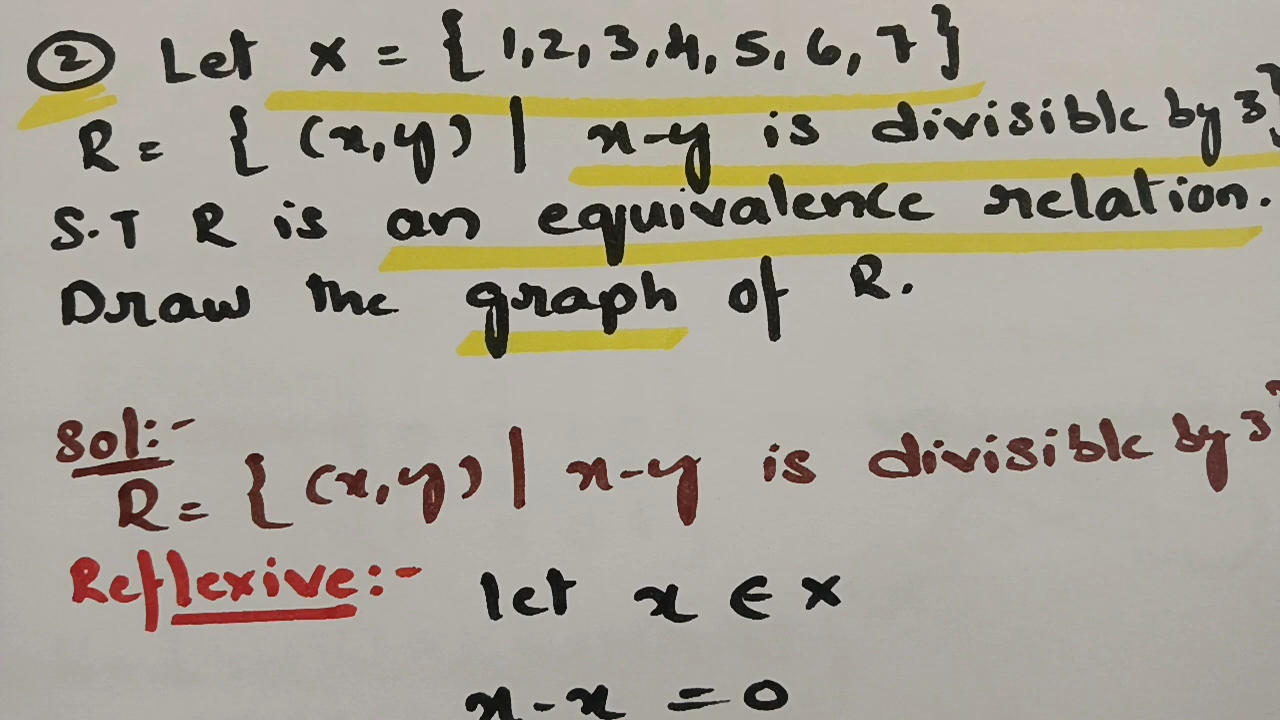 ② Let X = { 1,2,3,4,5,6,7}
R = { (x,y) | x-y is divisible by 3}
S.T R is an equivalence relation.
Draw the graph of R.
Sol:-
R = { (x,y) | x-y is divisible by 3}
Reflexive:- let x ∈ X
x-x = 0